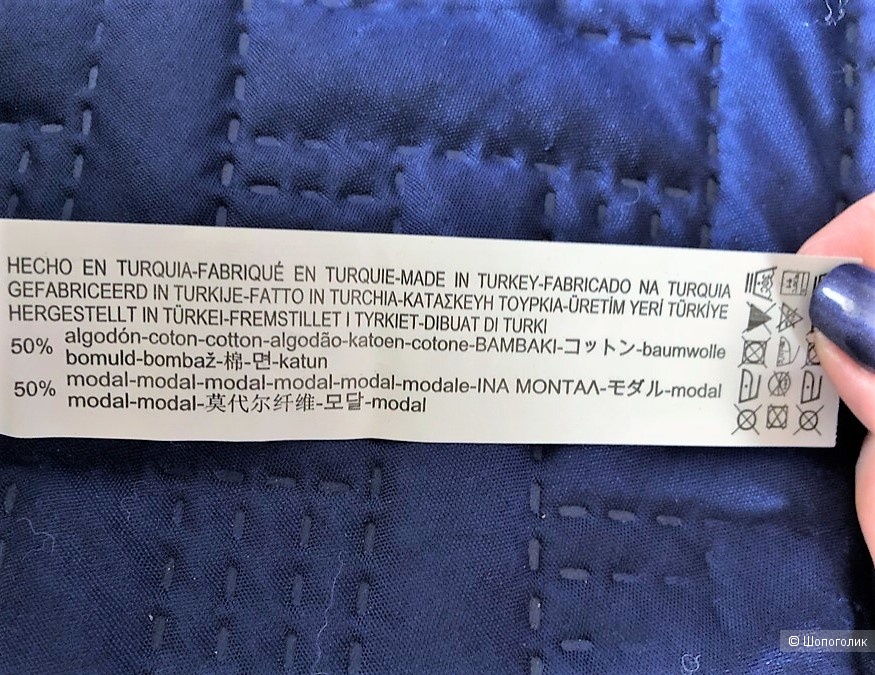 HECHO EN TURQUIA-FABRIQUÉ EN TURQUIE-MADE IN TURKEY-FABRICADO NA TURQUIA
GEFABRICEERD IN TURKIJE-FATTO IN TURCHIA-ΚΑΤΑΣΚΕΥΗ ΤΟΥΡΚΙΑ-ÜRETİM YERİ TÜRKİYE
HERGESTELLT IN TÜRKEI-FREMSTILLET I TYRKIET-DIBUAT DI TURKI
50% algodón-coton-cotton-algodão-katoen-cotone-ΒΑΜΒΑΚΙ-コットン-baumwolle
bomuld-bombaž-棉-면-katun
50% modal-modal-modal-modal-modal-modale-ΙΝΑ ΜΟΝΤΑΛ-モダル-modal
modal-modal-莫代尔纤维-모달-modal
© Шопоголик